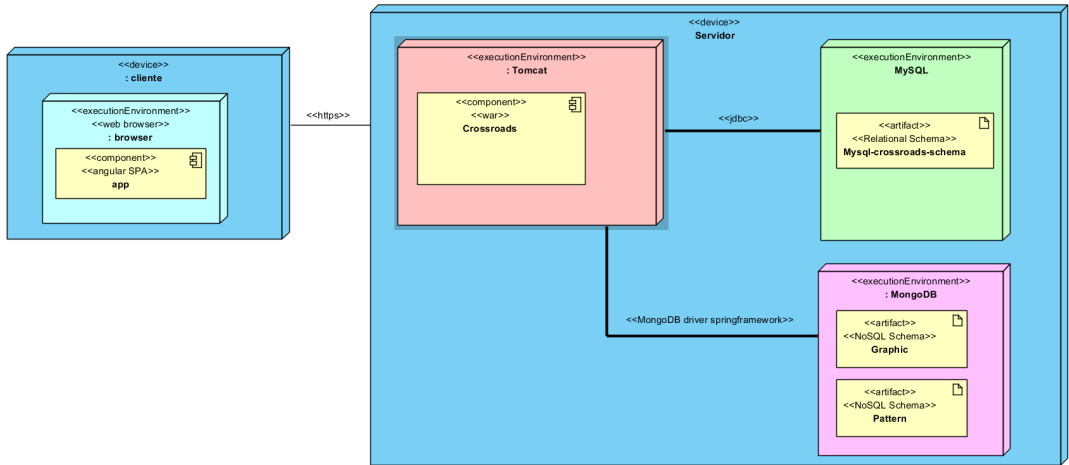 <<device>>
: cliente
<<executionEnvironment>>
<<web browser>>
: browser
<<component>>
<<angular SPA>>
app
<<https>>
<<device>>
Servidor
<<executionEnvironment>>
: Tomcat
<<component>>
<<war>>
Crossroads
<<jdbc>>
<<executionEnvironment>>
MySQL
<<artifact>>
<<Relational Schema>>
Mysql-crossroads-schema
<<MongoDB driver springframework>>
<<executionEnvironment>>
: MongoDB
<<artifact>>
<<NoSQL Schema>>
Graphic
<<artifact>>
<<NoSQL Schema>>
Pattern